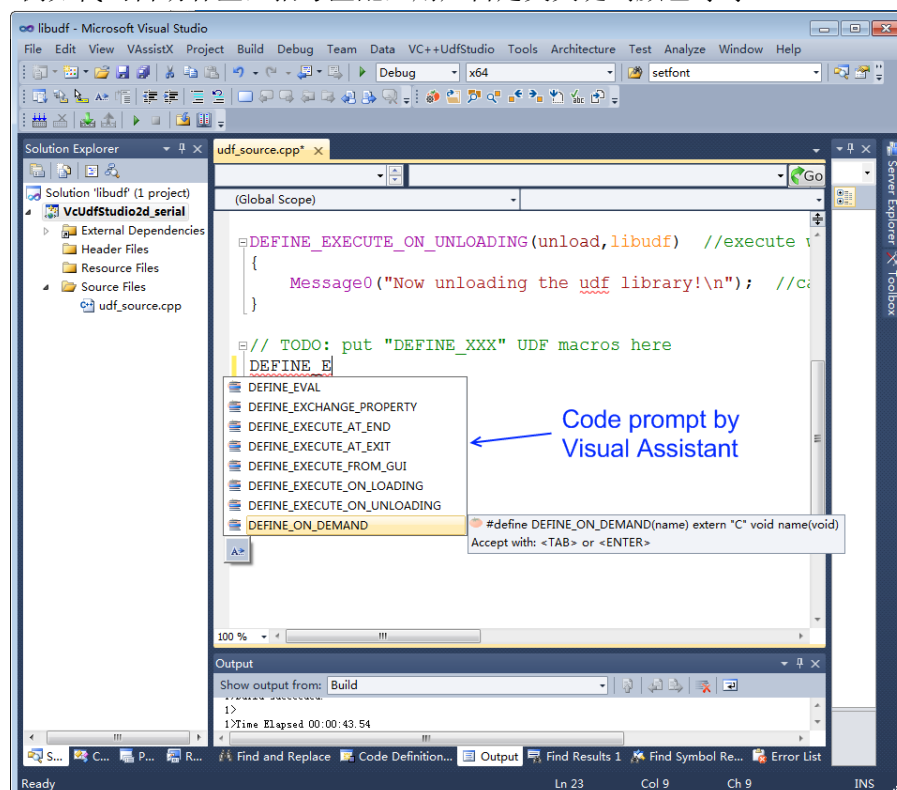 libudf - Microsoft Visual Studio
File Edit View VAssistX Project Build Debug Team Data VC++UdfStudio Tools Architecture Test Analyze Window Help
Debug x64 setfont
Solution Explorer
udf_source.cpp*
Go
Solution 'libudf' (1 project)
VcUdfStudio2d_serial
External Dependencies
Header Files
Resource Files
Source Files
udf_source.cpp
(Global Scope)
DEFINE_EXECUTE_ON_UNLOADING(unload,libudf) //execute
{
Message0("Now unloading the udf library!\n"); //
}
// TODO: put "DEFINE_XXX" UDF macros here
DEFINE_E
DEFINE_EVAL
DEFINE_EXCHANGE_PROPERTY
DEFINE_EXECUTE_AT_END
DEFINE_EXECUTE_AT_EXIT
DEFINE_EXECUTE_FROM_GUI
DEFINE_EXECUTE_ON_LOADING
DEFINE_EXECUTE_ON_UNLOADING
DEFINE_ON_DEMAND
#define DEFINE_ON_DEMAND(name) extern "C" void name(void)
Accept with: <TAB> or <ENTER>
Code prompt by
Visual Assistant
Server Explorer
Toolbox
100 %
Output
Show output from: Build
1>
1>Time Elapsed 00:00:43.54
S... C... P... R... Find and Replace Code Definition... Output Find Results 1 Find Symbol Re... Error List
Ready Ln 23 Col 9 Ch 9 INS